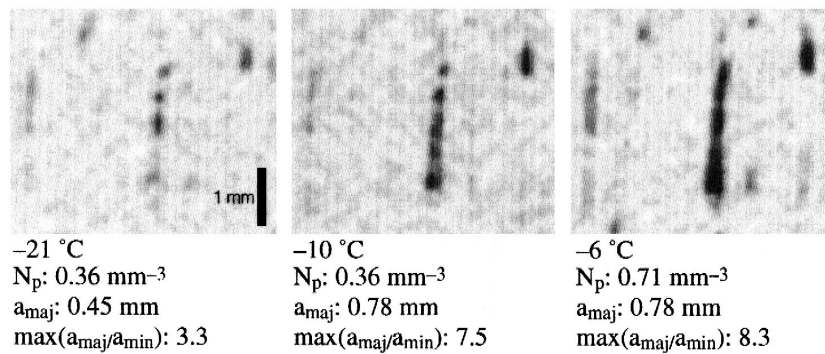 1 mm
–21 °C
Np: 0.36 mm–3
amaj: 0.45 mm
max(amaj/amin): 3.3
–10 °C
Np: 0.36 mm–3
amaj: 0.78 mm
max(amaj/amin): 7.5
–6 °C
Np: 0.71 mm–3
amaj: 0.78 mm
max(amaj/amin): 8.3